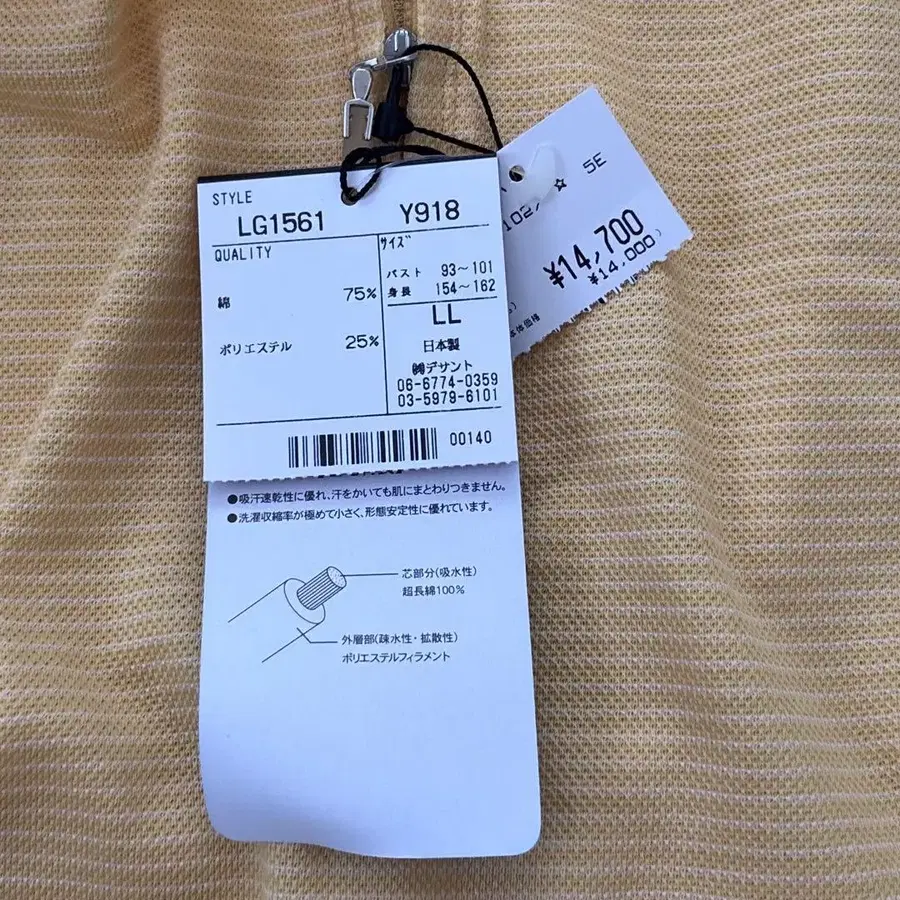 STYLE
LG1561 Y918
QUALITY
綿 75%
ポリエステル 25%
サイズ
バスト 93～101
身長 154～162
LL
日本製
㈱デサント
06-6774-0359
03-5979-6101
00140
5E
☆
¥14,700
¥14,000)
本体価格
●吸汗速乾性に優れ、汗をかいても肌にまとわりつきません。
●洗濯収縮率が極めて小さく、形態安定性に優れています。
芯部分(吸水性)
超長綿100%
外層部(疎水性・拡散性)
ポリエステルフィラメント